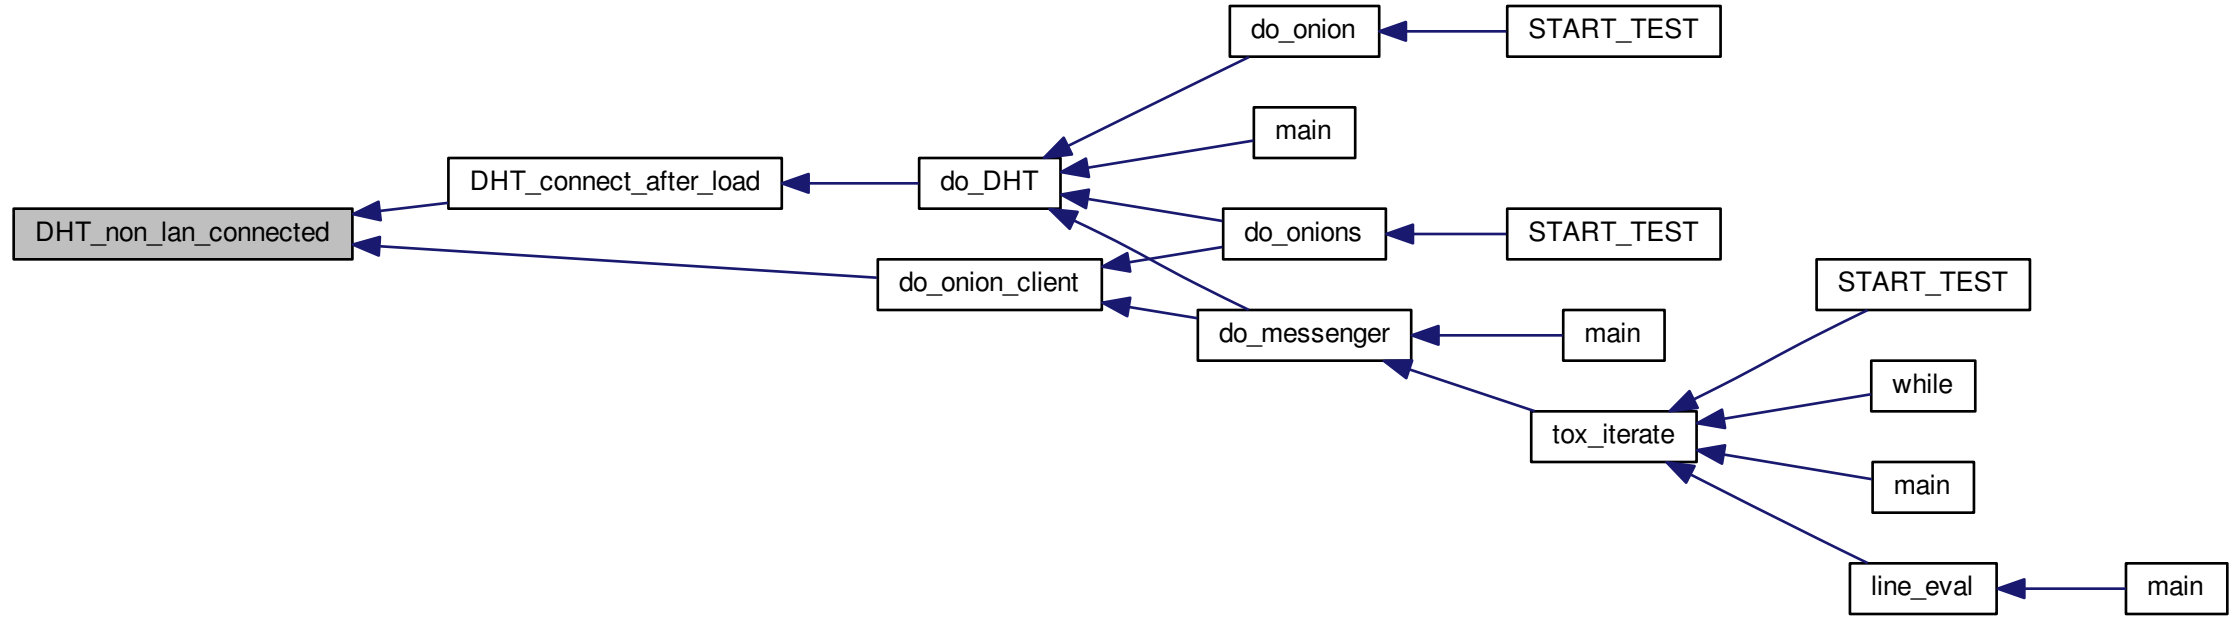 do_onion
START_TEST
main
DHT_connect_after_load
do_DHT
DHT_non_lan_connected
do_onions
START_TEST
do_onion_client
START_TEST
do_messenger
main
while
tox_iterate
main
line_eval
main